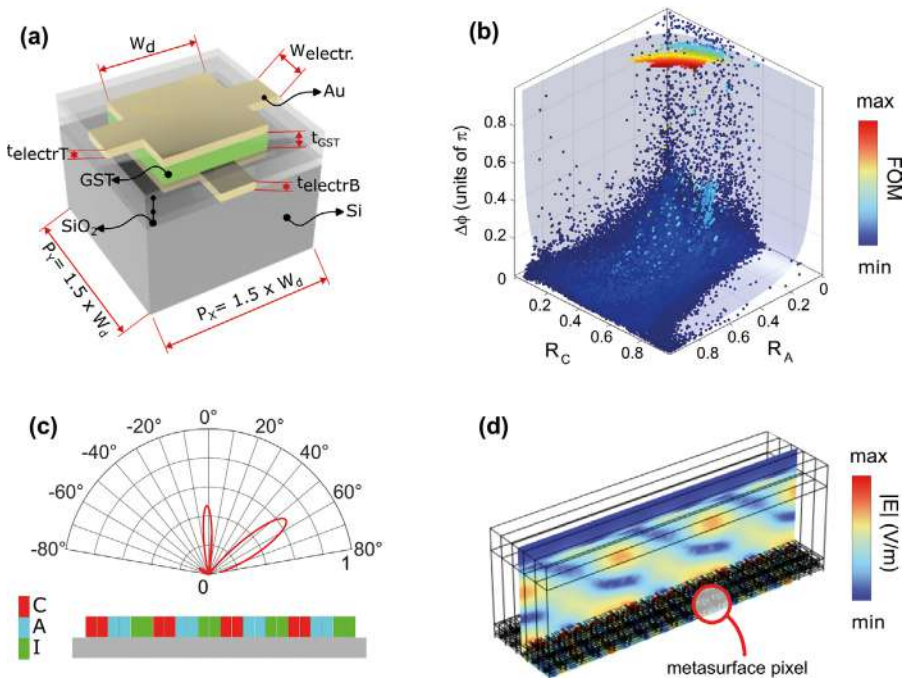 (a)
W_d
W_electr.
Au
t_GST
t_electrT
GST
t_electrB
SiO_2
Si
P_Y= 1.5 x W_d
P_X= 1.5 x W_d
(b)
Δϕ (units of π)
0.8
0.6
0.4
0.2
0
0.2
0.4
0.6
0.8
R_C
0.8
0.6
0.4
0.2
0
R_A
max
FOM
min
(c)
-80°
-60°
-40°
-20°
0°
20°
40°
60°
80°
0
1
C
A
I
(d)
max
|E| (V/m)
min
metasurface pixel